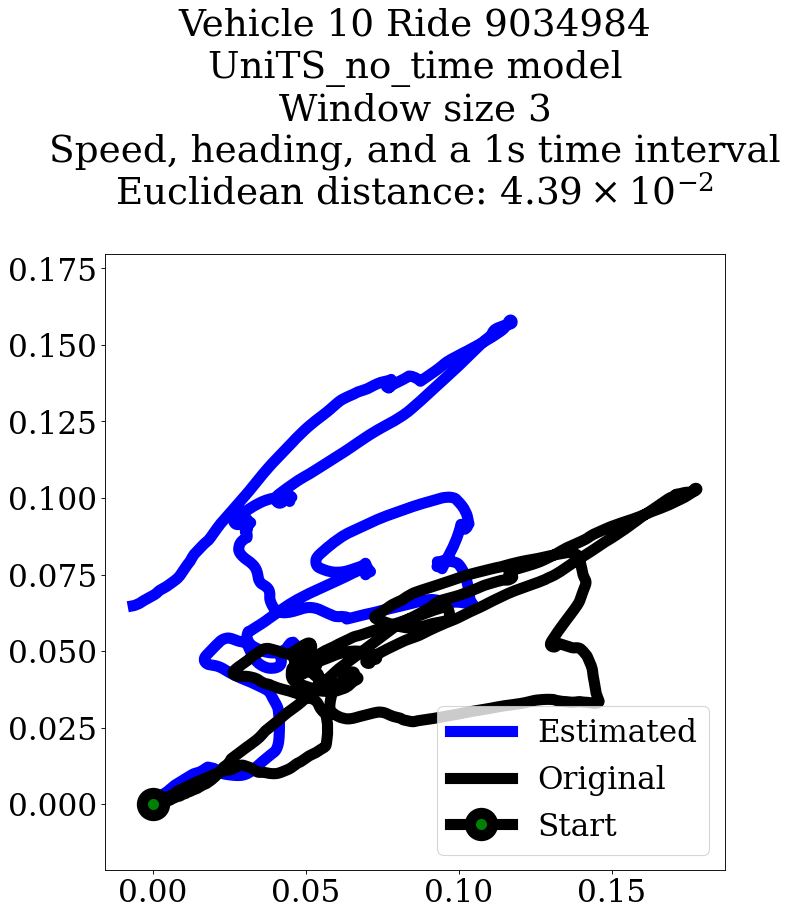 Vehicle 10 Ride 9034984
UniTS_no_time model
Window size 3
Speed, heading, and a 1s time interval
Euclidean distance: 4.39 × 10⁻²
0.175
0.150
0.125
0.100
0.075
0.050
0.025
0.000
Estimated
Original
Start
0.00 0.05 0.10 0.15